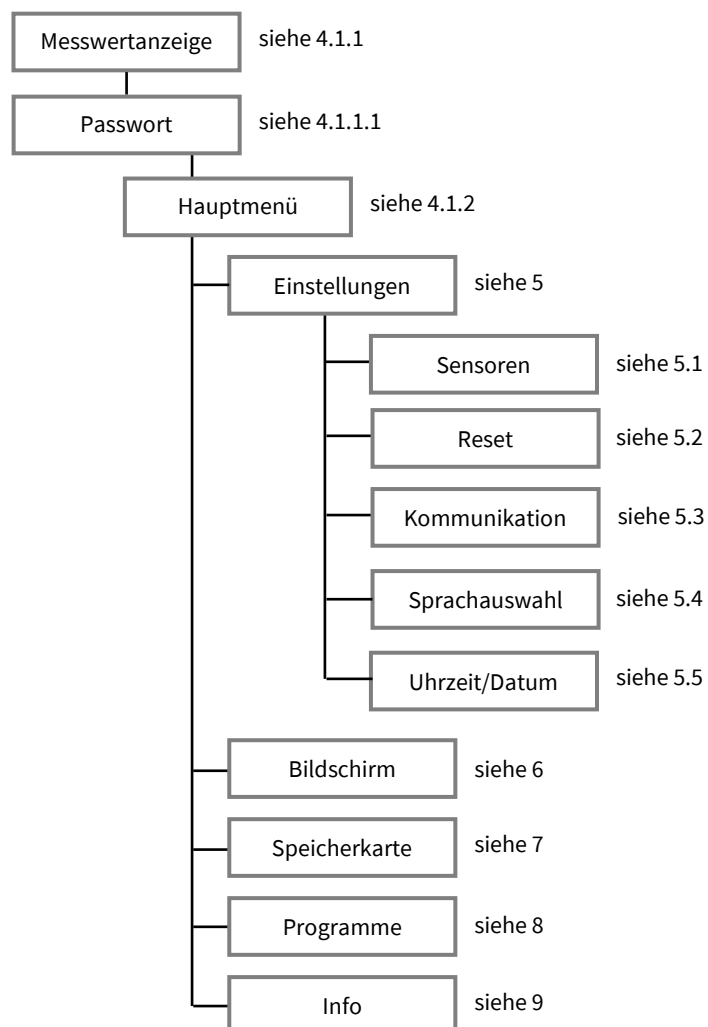 Messwertanzeige siehe 4.1.1
Passwort siehe 4.1.1.1
Hauptmenü siehe 4.1.2
Einstellungen siehe 5
Sensoren siehe 5.1
Reset siehe 5.2
Kommunikation siehe 5.3
Sprachauswahl siehe 5.4
Uhrzeit/Datum siehe 5.5
Bildschirm siehe 6
Speicherkarte siehe 7
Programme siehe 8
Info siehe 9